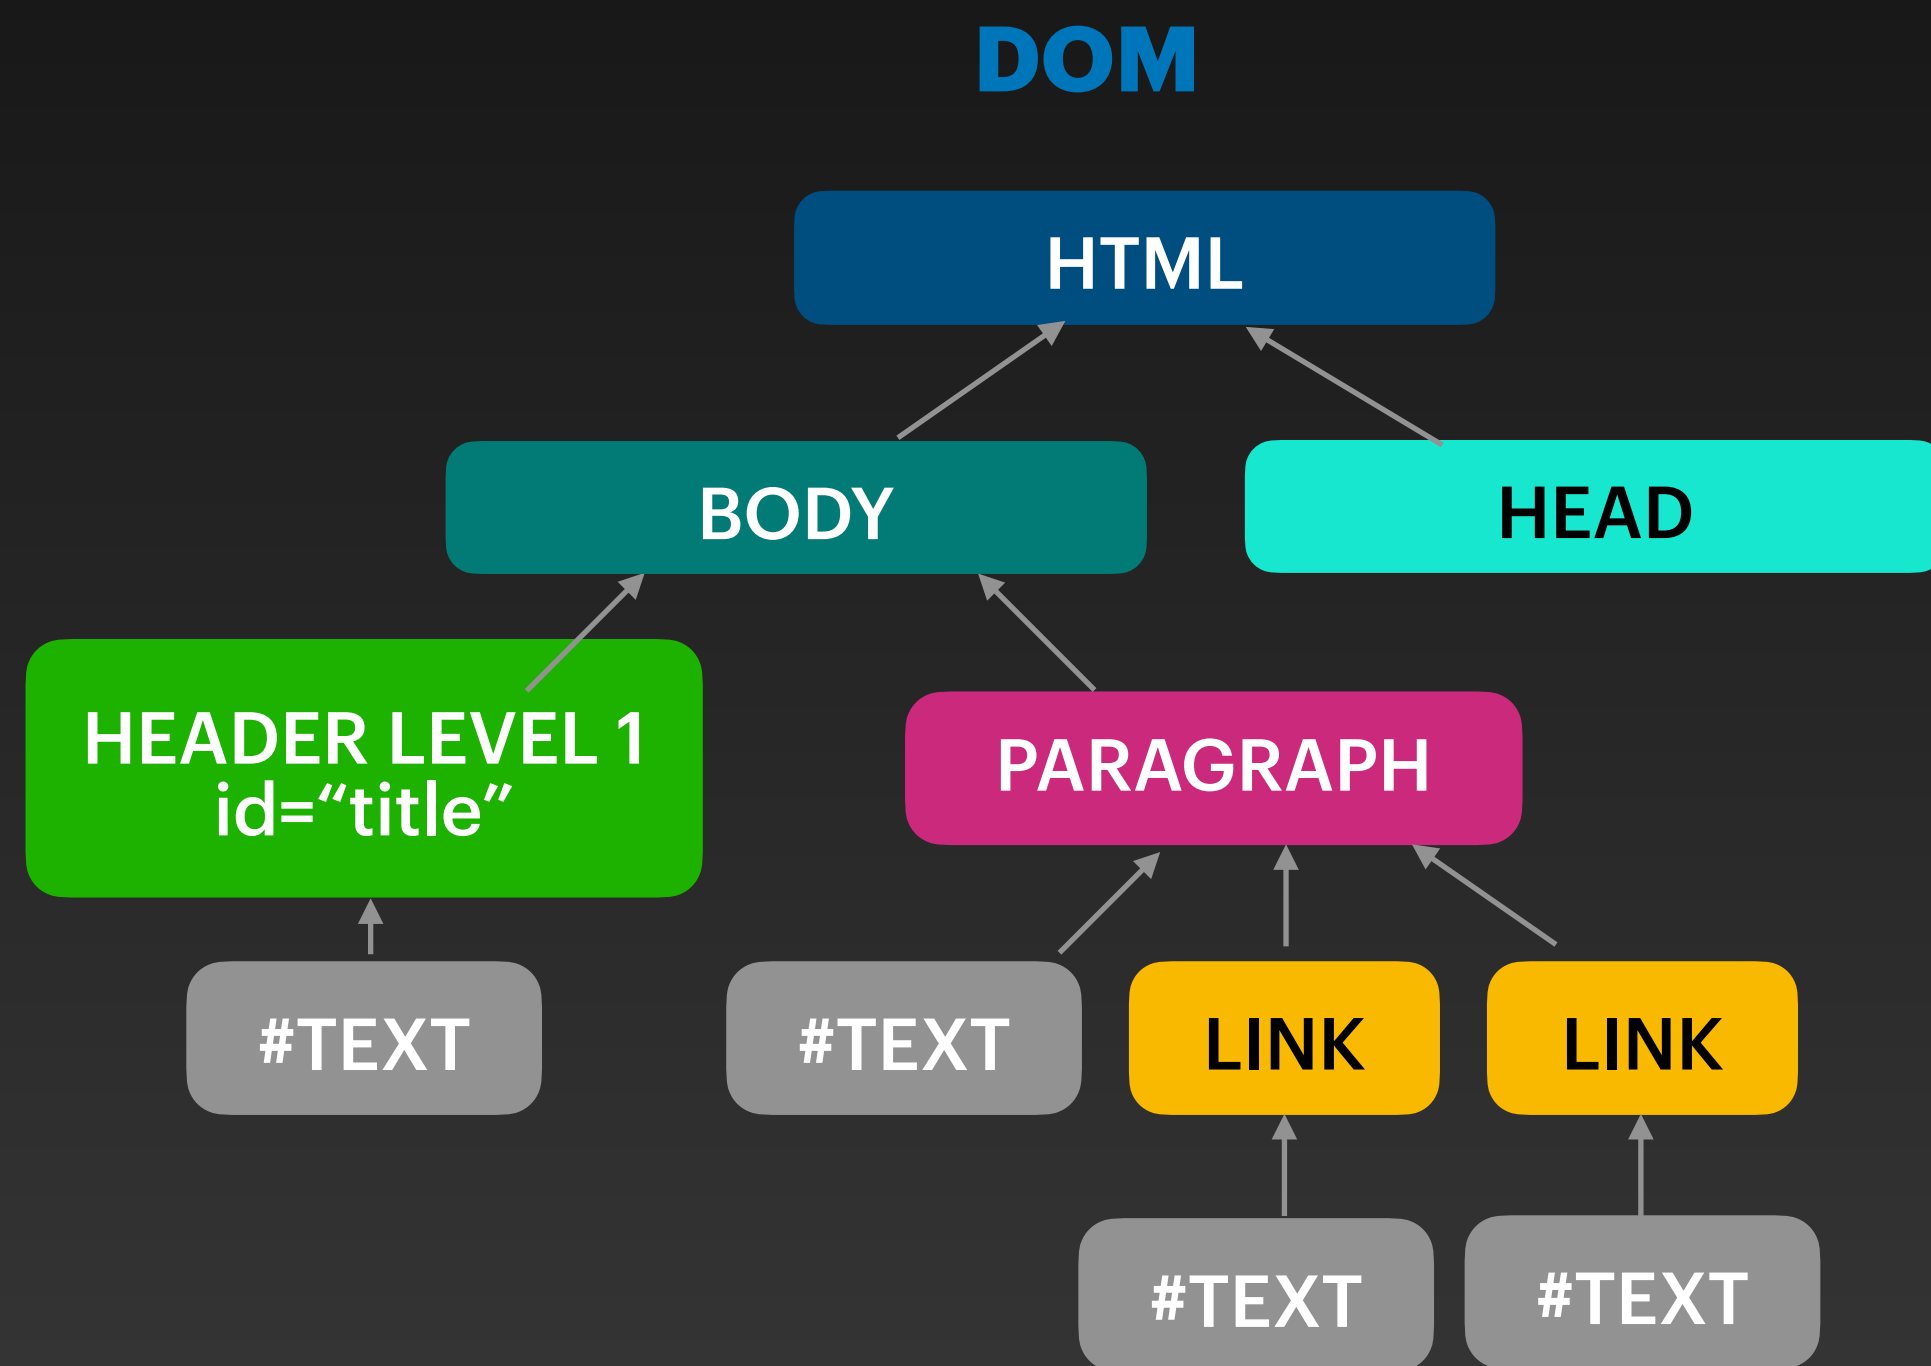 DOM
HTML
BODY
HEAD
HEADER LEVEL 1
id=“title”
PARAGRAPH
#TEXT
#TEXT
LINK
LINK
#TEXT
#TEXT